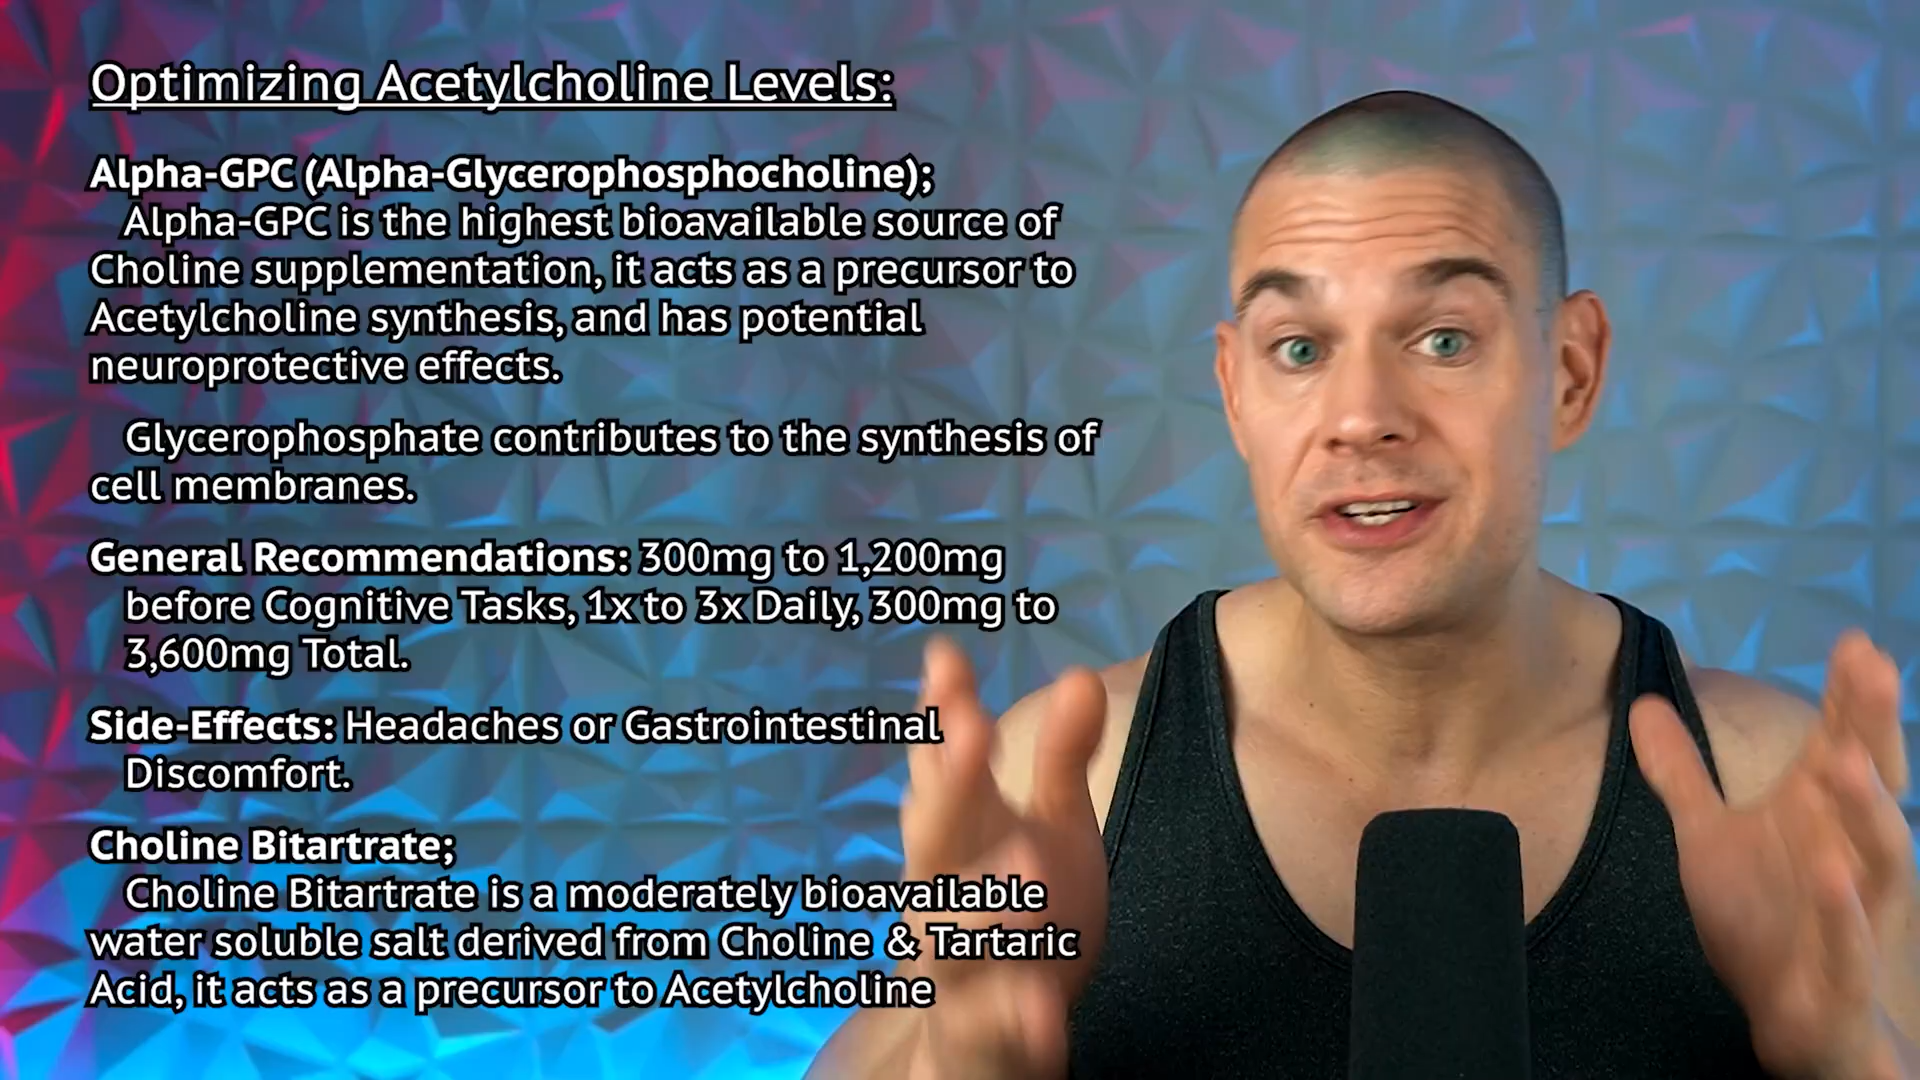 Optimizing Acetylcholine Levels:
Alpha-GPC (Alpha-Glycerophosphocholine);
Alpha-GPC is the highest bioavailable source of
Choline supplementation, it acts as a precursor to
Acetylcholine synthesis, and has potential
neuroprotective effects.
Glycerophosphate contributes to the synthesis of
cell membranes.
General Recommendations: 300mg to 1,200mg
before Cognitive Tasks, 1x to 3x Daily, 300mg to
3,600mg Total.
Side-Effects: Headaches or Gastrointestinal
Discomfort.
Choline Bitartrate;
Choline Bitartrate is a moderately bioavailable
water soluble salt derived from Choline & Tartaric
Acid, it acts as a precursor to Acetylcholine